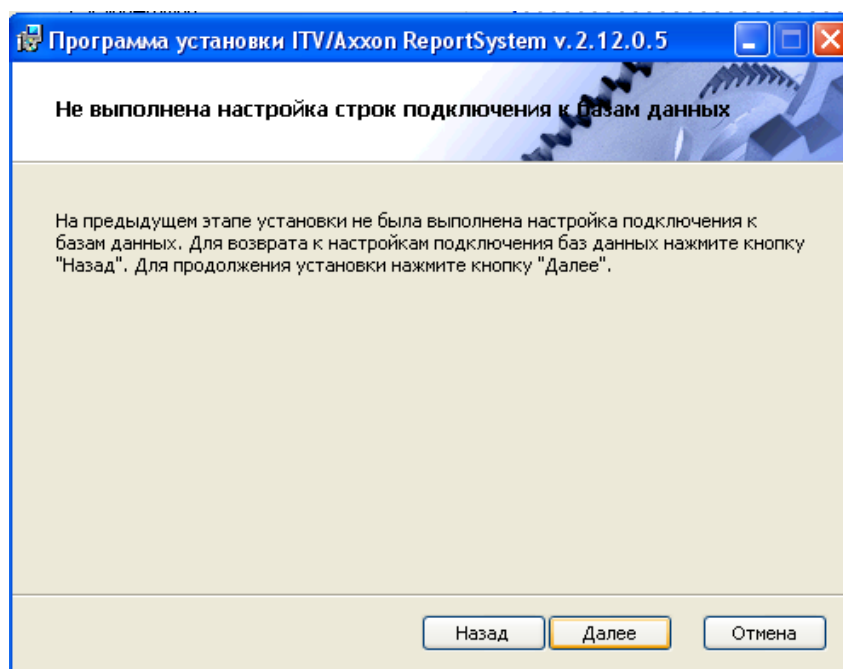 Программа установки ITV/Axxon ReportSystem v.2.12.0.5
Не выполнена настройка строк подключения к базам данных
На предыдущем этапе установки не была выполнена настройка подключения к
базам данных. Для возврата к настройкам подключения баз данных нажмите кнопку
"Назад". Для продолжения установки нажмите кнопку "Далее".
Назад
Далее
Отмена